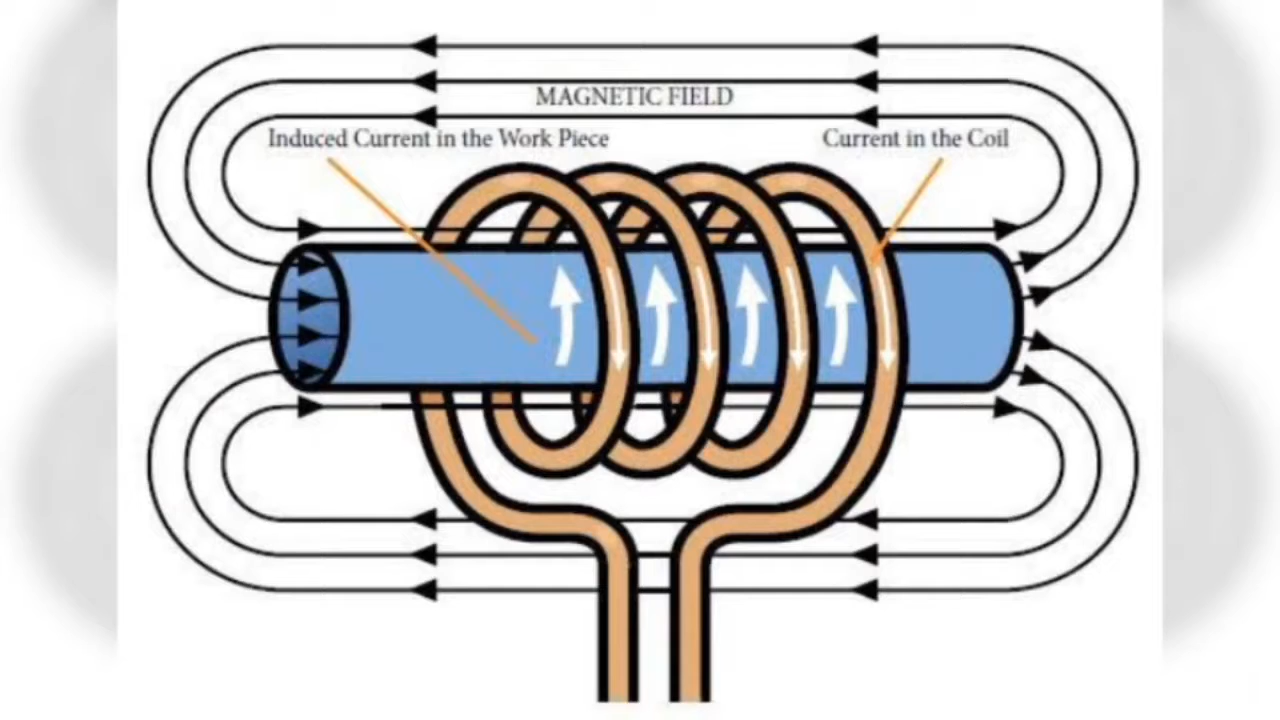 MAGNETIC FIELD
Induced Current in the Work Piece
Current in the Coil